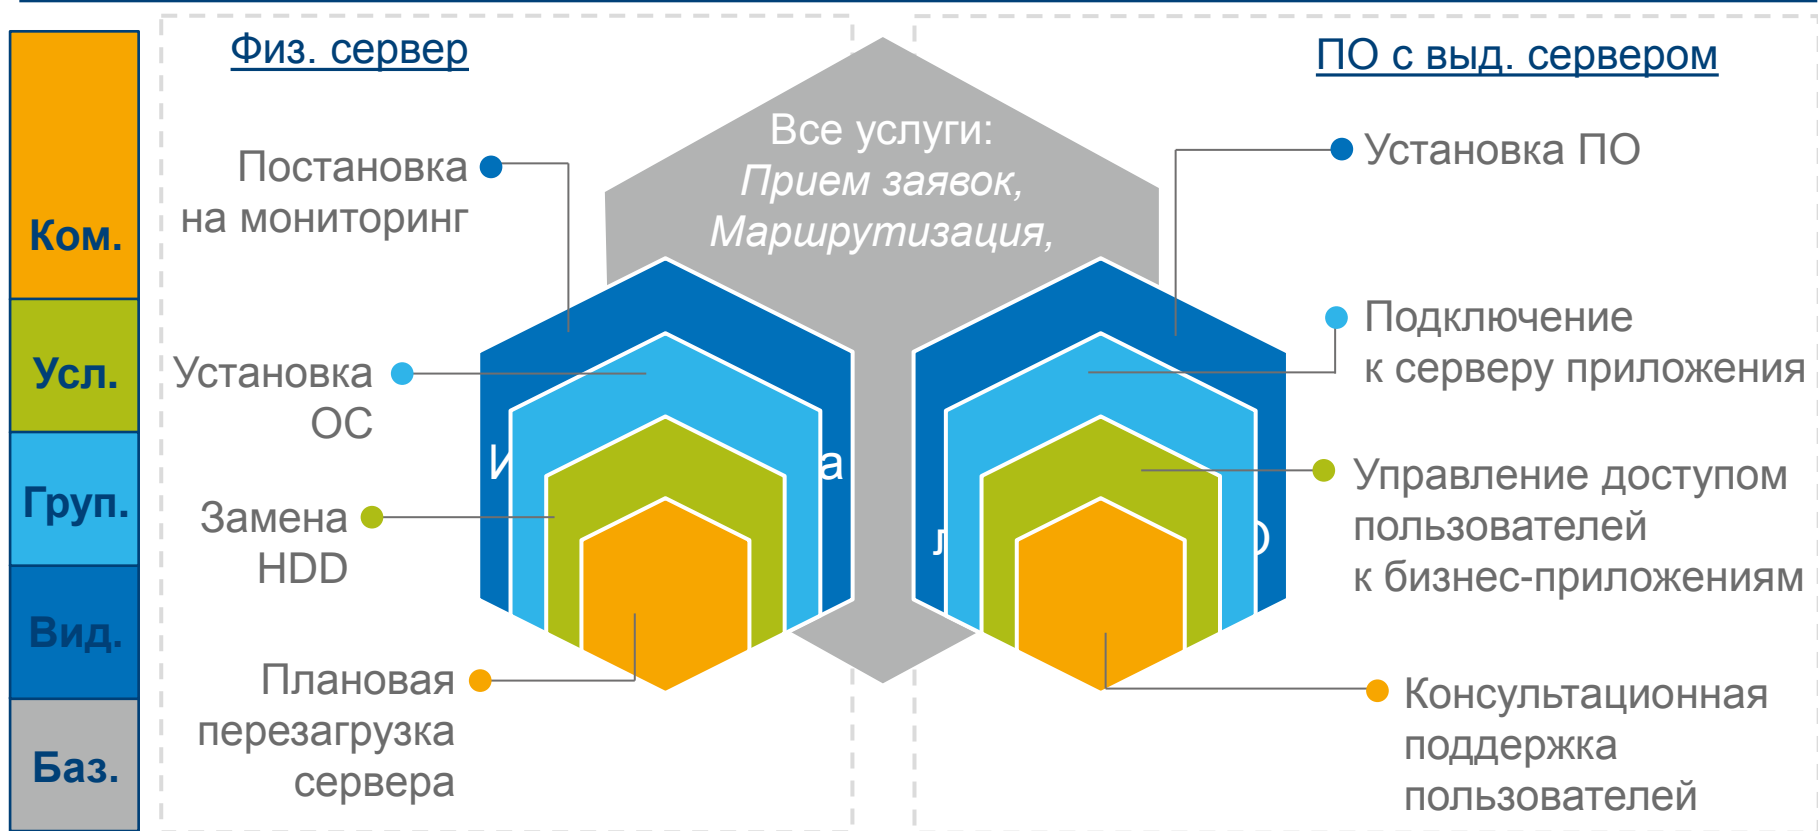 Физ. сервер
ПО с выд. сервером
Все услуги:
Прием заявок,
Маршрутизация,
Ком.
Усл.
Груп.
Вид.
Баз.
Постановка
на мониторинг
Установка
ОС
Замена
HDD
Плановая
перезагрузка
сервера
Установка ПО
Подключение
к серверу приложения
Управление доступом
пользователей
к бизнес-приложениям
Консультационная
поддержка
пользователей